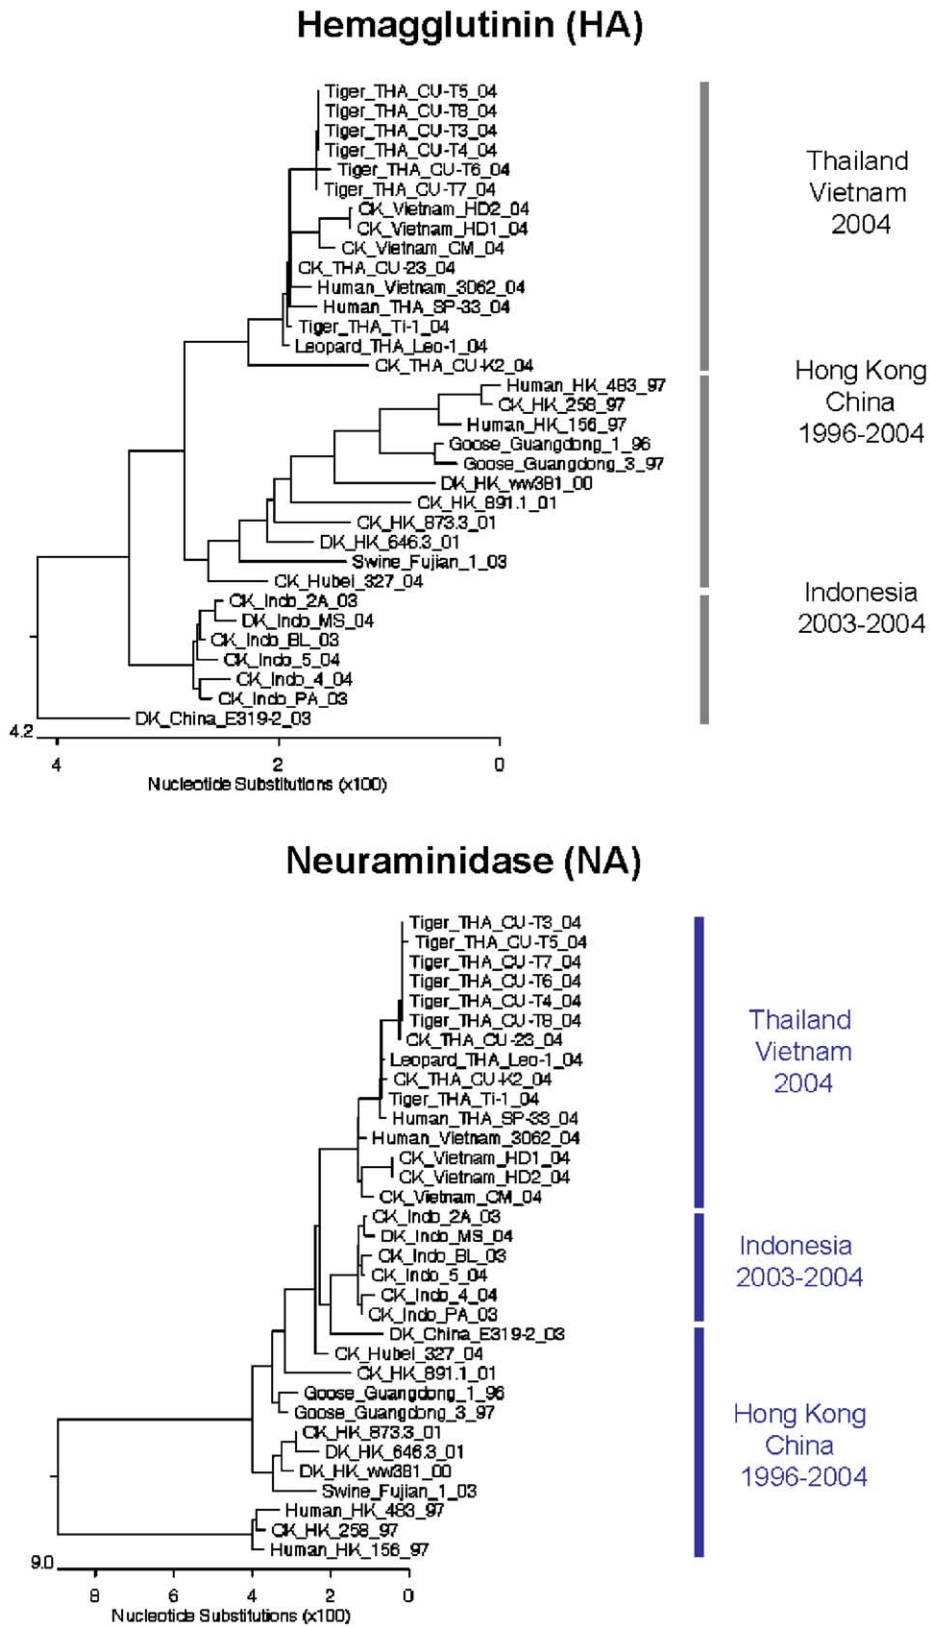 Hemagglutinin (HA)
Tiger_THA_CU-T5_04
Tiger_THA_CU-T8_04
Tiger_THA_CU-T3_04
Tiger_THA_CU-T4_04
Tiger_THA_CU-T6_04
Tiger_THA_CU-T7_04
CK_Vietnam_HD2_04
CK_Vietnam_HD1_04
CK_Vietnam_CM_04
CK_THA_CU-23_04
Human_Vietnam_3062_04
Human_THA_SP-33_04
Tiger_THA_Ti-1_04
Leopard_THA_Leo-1_04
CK_THA_CU-K2_04
Human_HK_483_97
CK_HK_258_97
Human_HK_156_97
Goose_Guangdong_1_96
Goose_Guangdong_3_97
DK_HK_ww381_00
CK_HK_891.1_01
CK_HK_873.3_01
DK_HK_646.3_01
Swine_Fujian_1_03
CK_Hubei_327_04
CK_Indo_2A_03
DK_Indo_MS_04
CK_Indo_BL_03
CK_Indo_5_04
CK_Indo_4_04
CK_Indo_PA_03
DK_China_E319-2_03
Thailand
Vietnam
2004
Hong Kong
China
1996-2004
Indonesia
2003-2004
4.2
4 2 0
Nucleotide Substitutions (x100)
Neuraminidase (NA)
Tiger_THA_CU-T3_04
Tiger_THA_CU-T5_04
Tiger_THA_CU-T7_04
Tiger_THA_CU-T6_04
Tiger_THA_CU-T4_04
Tiger_THA_CU-T8_04
CK_THA_CU-23_04
Leopard_THA_Leo-1_04
CK_THA_CU-K2_04
Tiger_THA_Ti-1_04
Human_THA_SP-33_04
Human_Vietnam_3062_04
CK_Vietnam_HD1_04
CK_Vietnam_HD2_04
CK_Vietnam_CM_04
CK_Indo_2A_03
DK_Indo_MS_04
CK_Indo_BL_03
CK_Indo_5_04
CK_Indo_4_04
CK_Indo_PA_03
DK_China_E319-2_03
CK_Hubei_327_04
CK_HK_891.1_01
Goose_Guangdong_1_96
Goose_Guangdong_3_97
CK_HK_873.3_01
DK_HK_646.3_01
DK_HK_ww381_00
Swine_Fujian_1_03
Human_HK_483_97
CK_HK_258_97
Human_HK_156_97
Thailand
Vietnam
2004
Indonesia
2003-2004
Hong Kong
China
1996-2004
9.0
8 6 4 2 0
Nucleotide Substitutions (x100)